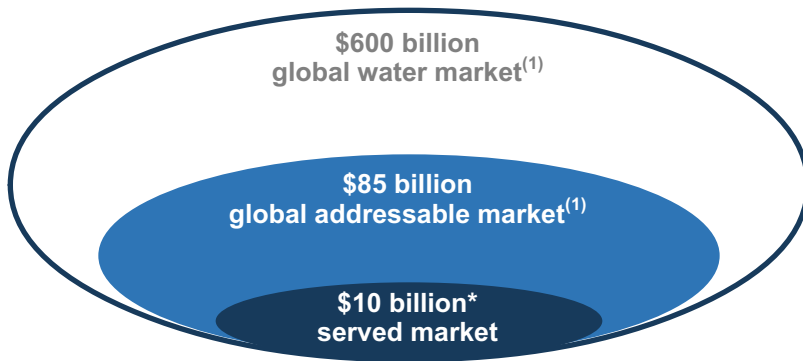 $600 billion
global water market(1)
$85 billion
global addressable market(1)
$10 billion*
served market